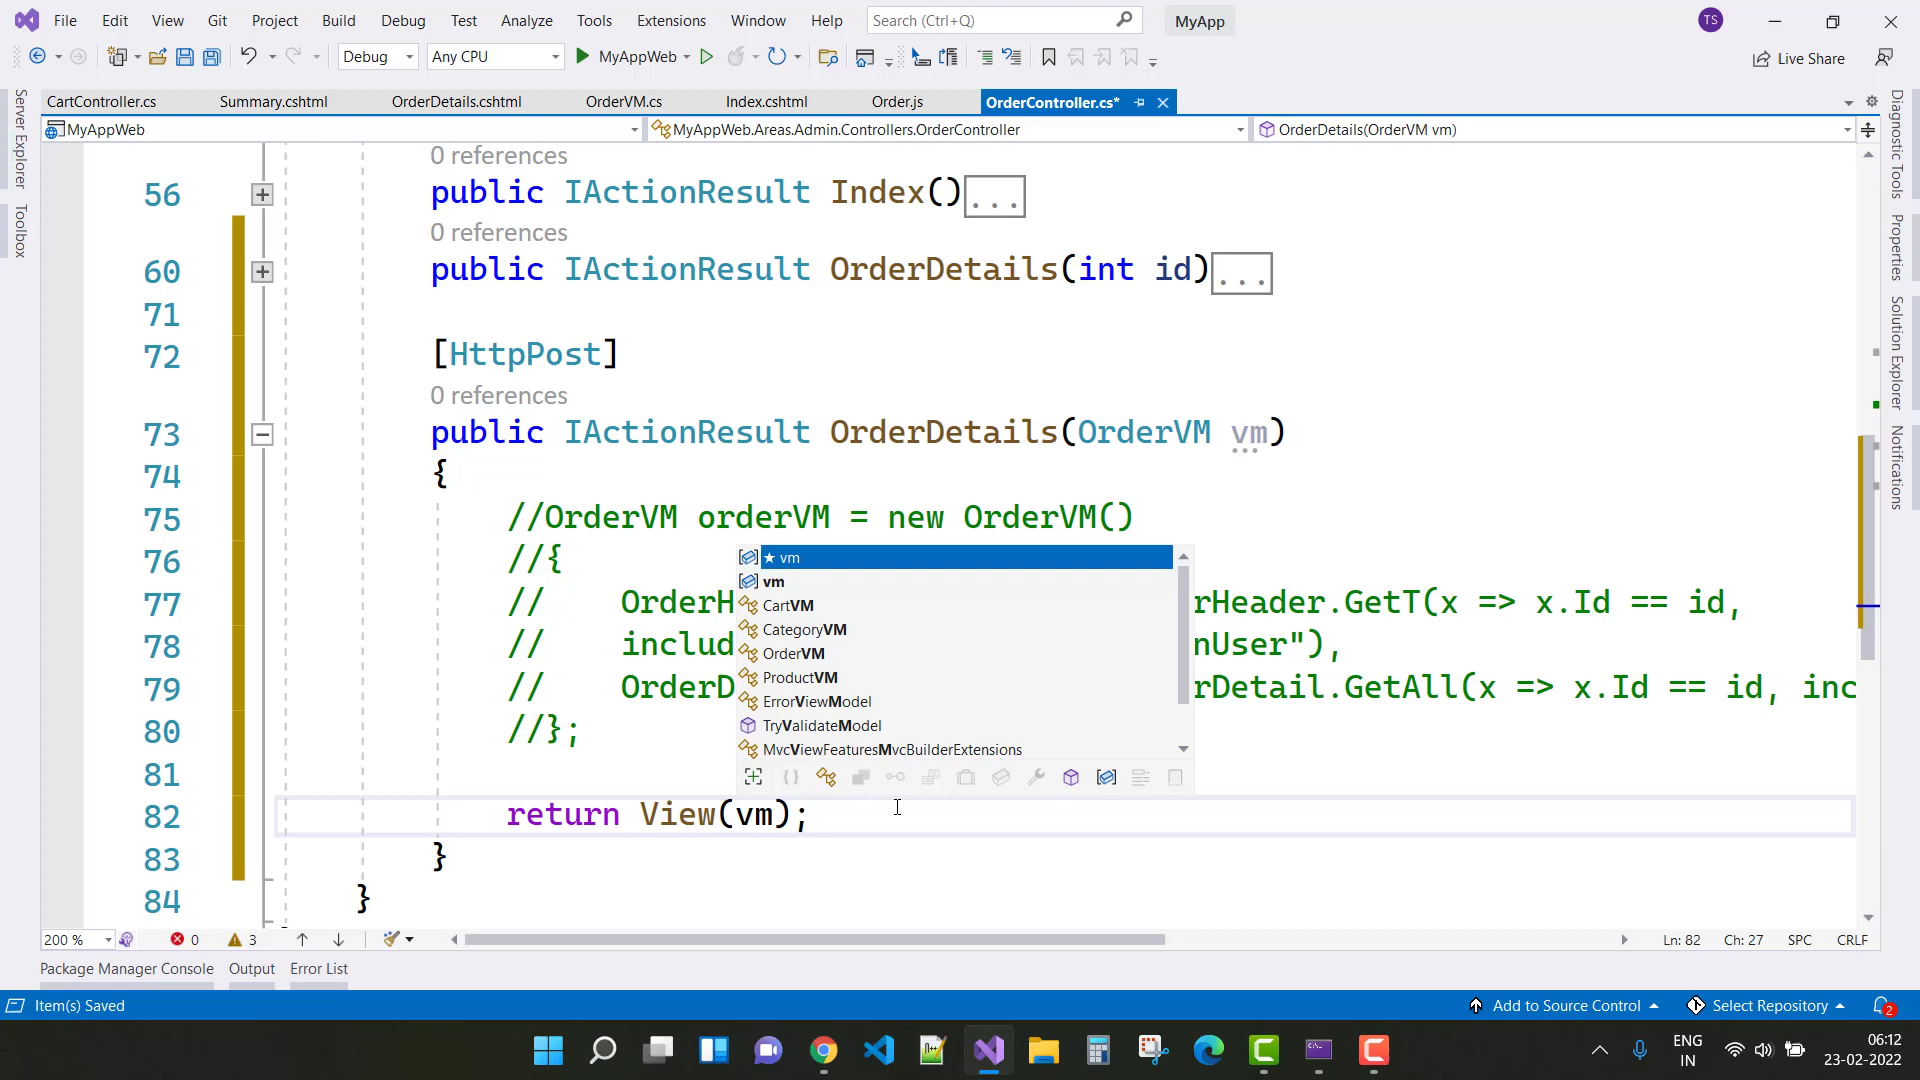 File Edit View Git Project Build Debug Test Analyze Tools Extensions Window Help Search (Ctrl+Q) MyApp TS
Debug Any CPU MyAppWeb Live Share
CartController.cs Summary.cshtml OrderDetails.cshtml OrderVM.cs Index.cshtml Order.js OrderController.cs*
MyAppWeb MyAppWeb.Areas.Admin.Controllers.OrderController OrderDetails(OrderVM vm)
Server Explorer
Toolbox
Diagnostic Tools
Properties
Solution Explorer
Notifications
0 references
56 public IActionResult Index()...
0 references
60 public IActionResult OrderDetails(int id)...
71
72 [HttpPost]
0 references
73 public IActionResult OrderDetails(OrderVM vm)
74 {
75 //OrderVM orderVM = new OrderVM()
76 //{
77 // OrderH rHeader.GetT(x => x.Id == id,
78 // includ nUser"),
79 // OrderD rDetail.GetAll(x => x.Id == id, inc
80 //};
81
82 return View(vm);
83 }
84 }
★ vm
vm
CartVM
CategoryVM
OrderVM
ProductVM
ErrorViewModel
TryValidateModel
MvcViewFeaturesMvcBuilderExtensions
200 % 0 3 Ln: 82 Ch: 27 SPC CRLF
Package Manager Console Output Error List
Item(s) Saved Add to Source Control Select Repository 2
ENG
IN
06:12
23-02-2022